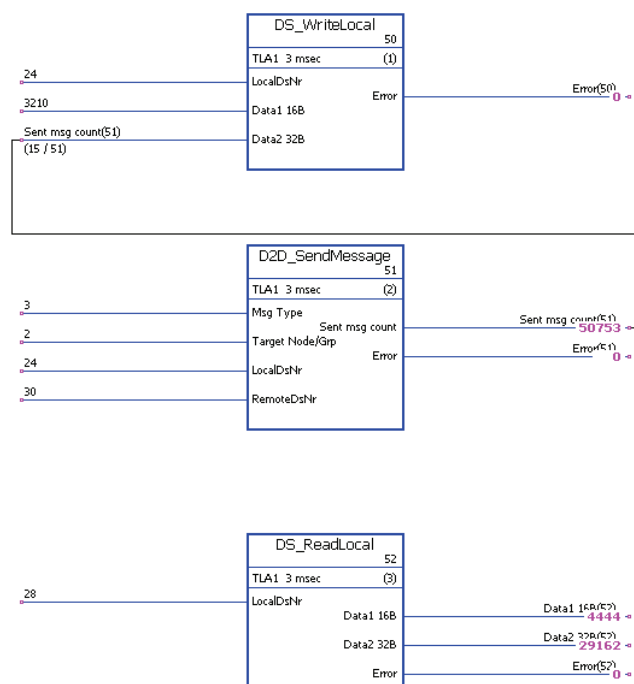 DS_WriteLocal
50
TLA1 3 msec (1)
24
LocalDsNr
Error
Error(50)
0
3210
Data1 16B
Sent msg count(51)
Data2 32B
(15 / 51)
D2D_SendMessage
51
TLA1 3 msec (2)
3
Msg Type
Sent msg count
Sent msg count(51)
50753
2
Target Node/Grp
Error
Error(51)
0
24
LocalDsNr
30
RemoteDsNr
DS_ReadLocal
52
TLA1 3 msec (3)
28
LocalDsNr
Data1 16B
Data1 16B(52)
4444
Data2 32B
Data2 32B(52)
29162
Error
Error(52)
0